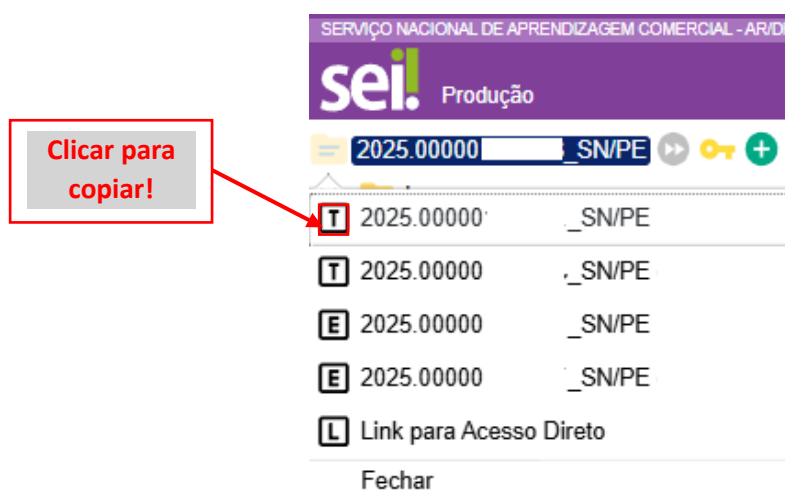 SERVIÇO NACIONAL DE APRENDIZAGEM COMERCIAL - AR/D
sei!
Produção
Clicar para
copiar!
2025.00000 _SN/PE
T 2025.00000 _SN/PE
T 2025.00000 _SN/PE
E 2025.00000 _SN/PE
E 2025.00000 _SN/PE
L Link para Acesso Direto
Fechar